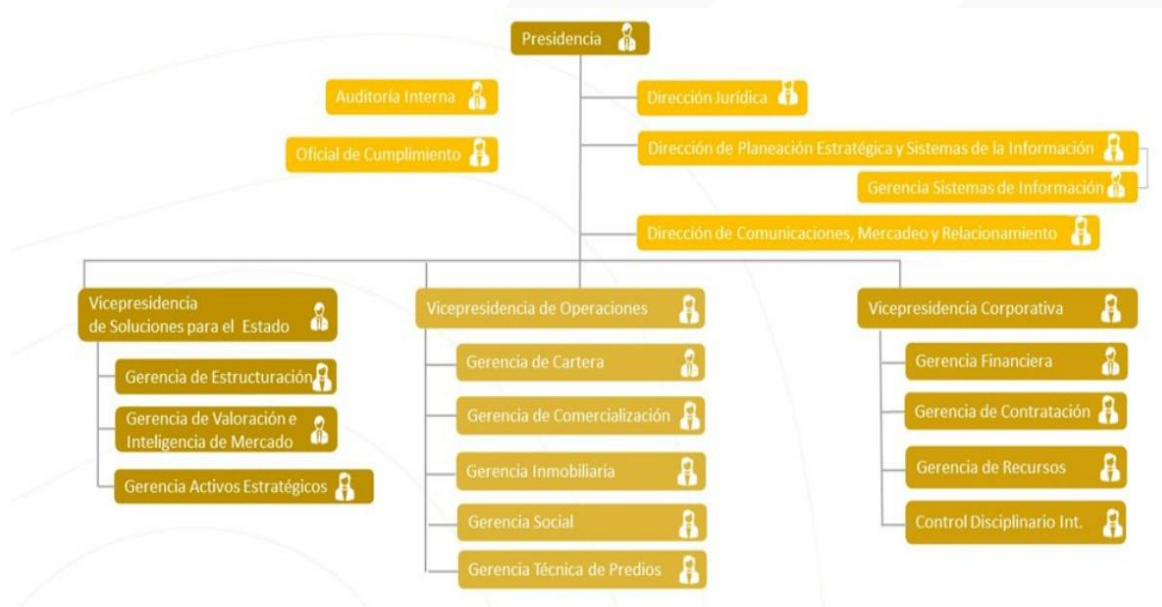 Presidencia
Auditoría Interna
Dirección Jurídica
Oficial de Cumplimiento
Dirección de Planeación Estratégica y Sistemas de la Información
Gerencia Sistemas de Información
Dirección de Comunicaciones, Mercadeo y Relacionamiento
Vicepresidencia
de Soluciones para el Estado
Gerencia de Estructuración
Gerencia de Valoración e
Inteligencia de Mercado
Gerencia Activos Estratégicos
Vicepresidencia de Operaciones
Gerencia de Cartera
Gerencia de Comercialización
Gerencia Inmobiliaria
Gerencia Social
Gerencia Técnica de Predios
Vicepresidencia Corporativa
Gerencia Financiera
Gerencia de Contratación
Gerencia de Recursos
Control Disciplinario Int.